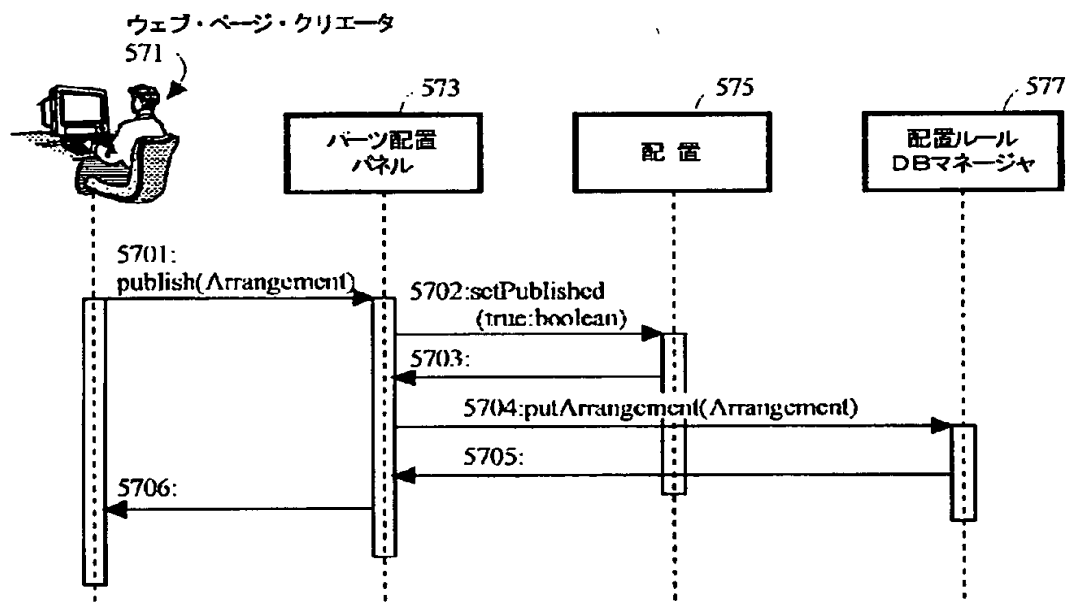 ウェブ・ページ・クリエータ
571
573
575
577
パーツ配置
パネル
配置
配置ルール
DBマネージャ
5701:
publish(Arrangement)
5702:setPublished
(true:boolean)
5703:
5704:putArrangement(Arrangement)
5705:
5706: